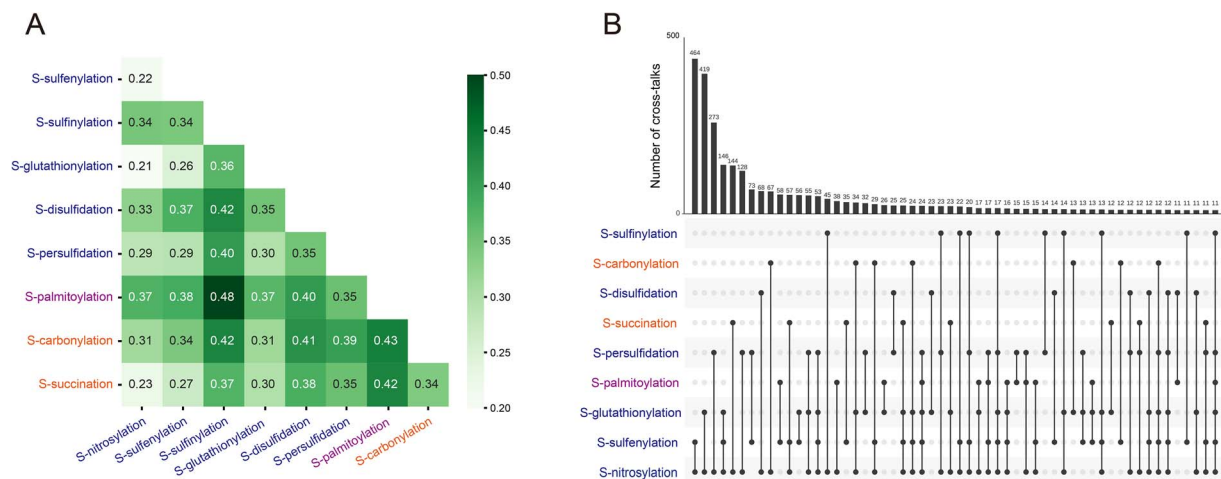 A
S-sulfenylation
0.22
S-sulfinylation
0.34 0.34
S-glutathionylation
0.21 0.26 0.36
S-disulfidation
0.33 0.37 0.42 0.35
S-persulfidation
0.29 0.29 0.40 0.30 0.35
S-palmitoylation
0.37 0.38 0.48 0.37 0.40 0.35
S-carbonylation
0.31 0.34 0.42 0.31 0.41 0.39 0.43
S-succination
0.23 0.27 0.37 0.30 0.38 0.35 0.42 0.34
S-nitrosylation
S-sulfenylation
S-sulfinylation
S-glutathionylation
S-disulfidation
S-persulfidation
S-palmitoylation
S-carbonylation
0.50
0.45
0.40
0.35
0.30
0.25
0.20
B
Number of cross-talks
500
0
464 419 273 146 144 128 73 68 67 58 57 56 55 53 45 38 35 34 32 29 26 25 25 24 24 23 23 22 20 17 17 17 16 15 15 14 14 14 13 13 13 13 12 12 12 12 12 12 12 11 11 11 11 11 11
S-sulfinylation
S-carbonylation
S-disulfidation
S-succination
S-persulfidation
S-palmitoylation
S-glutathionylation
S-sulfenylation
S-nitrosylation